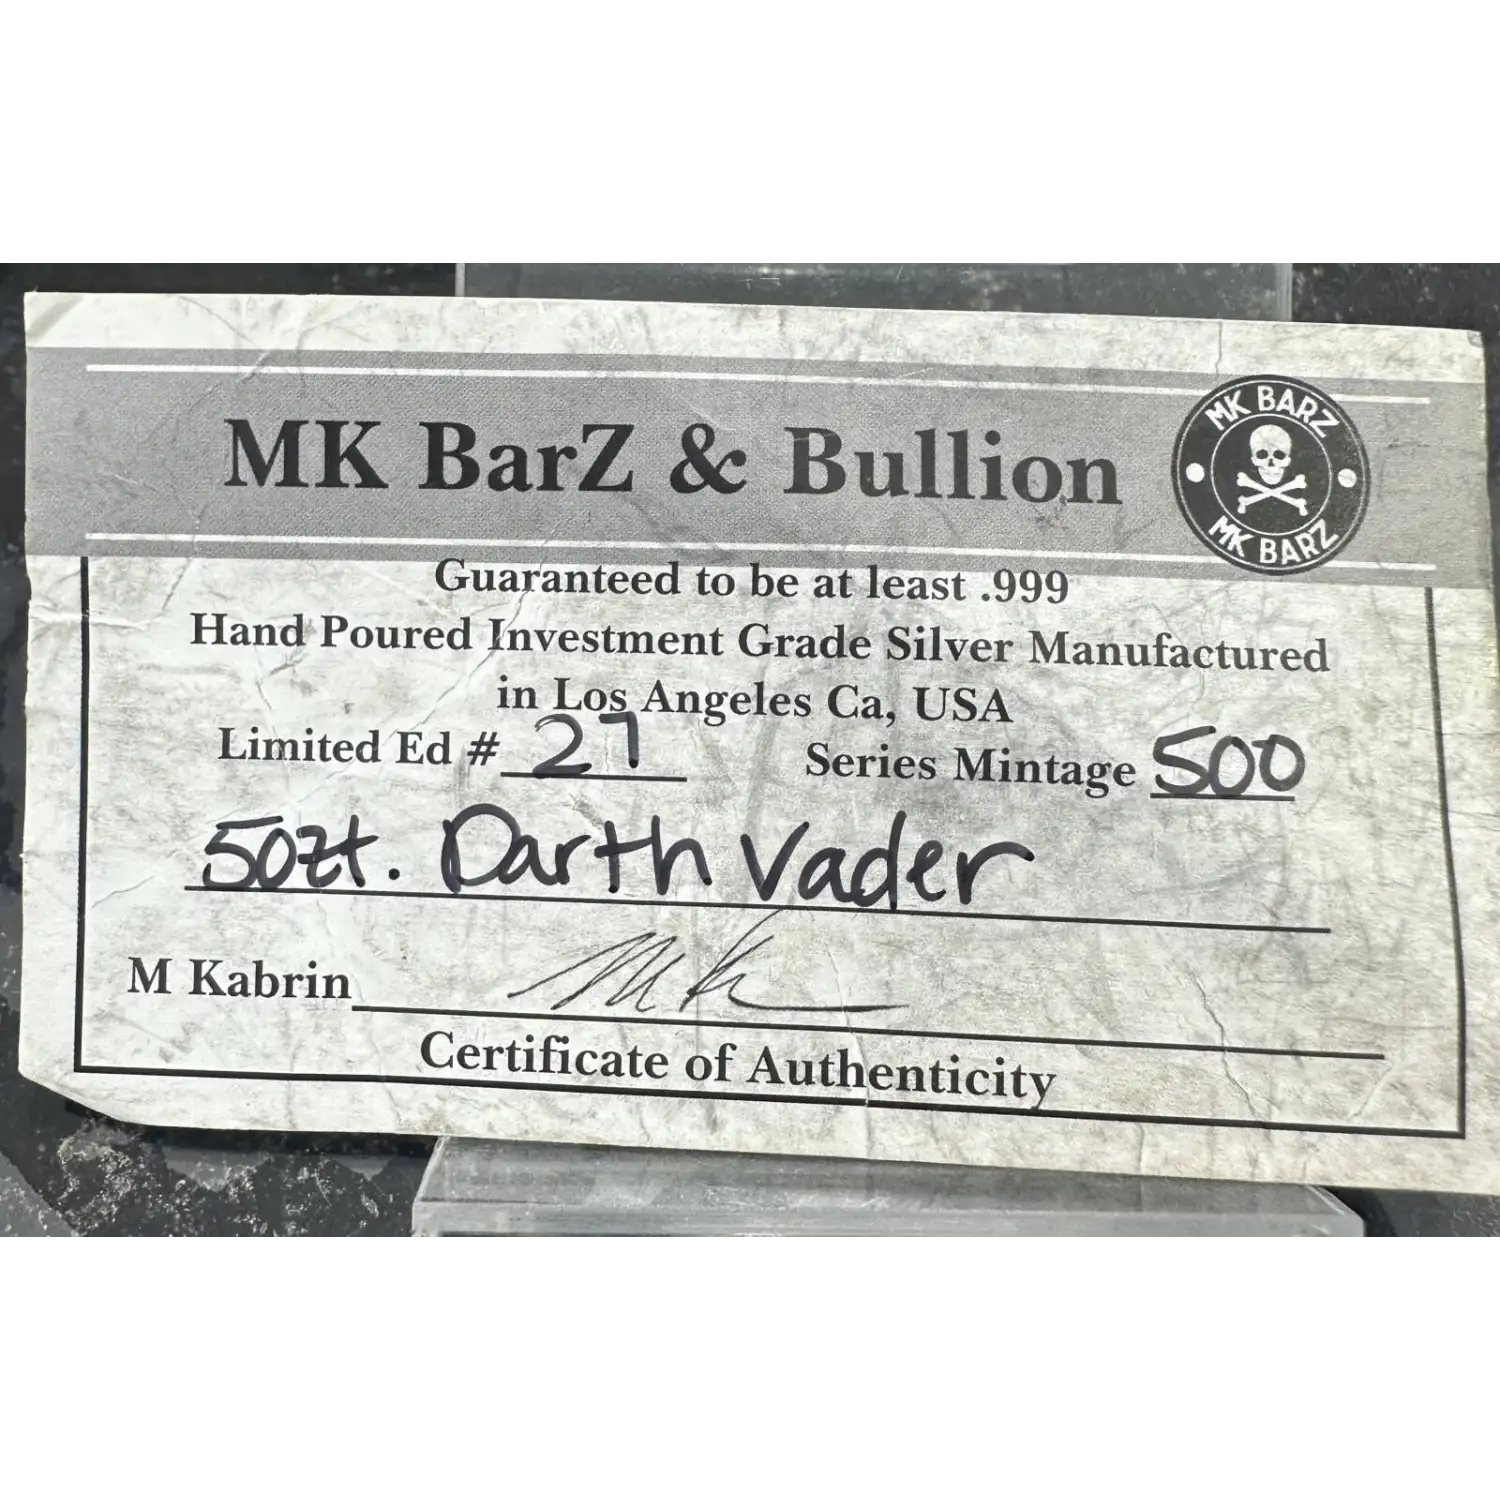 MK BarZ & Bullion
MK BARZ
MK BARZ
Guaranteed to be at least .999
Hand Poured Investment Grade Silver Manufactured
in Los Angeles Ca, USA
Limited Ed # 27 Series Mintage 500
5ozt. Darth Vader
M Kabrin MK
Certificate of Authenticity